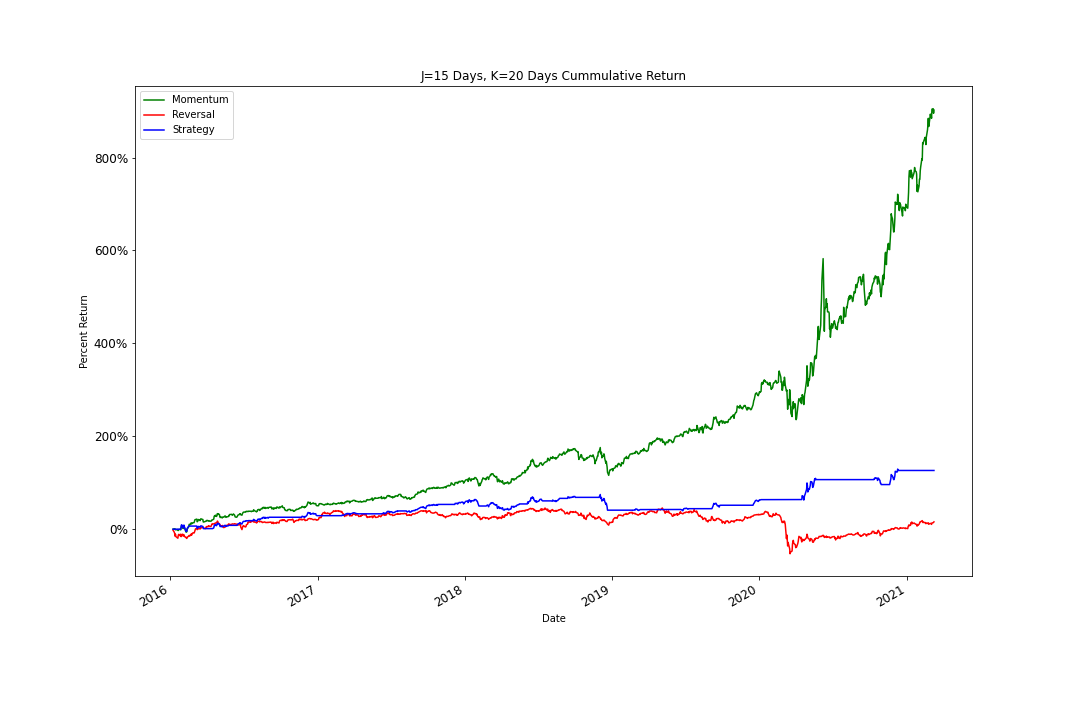 J=15 Days, K=20 Days Cummulative Return
Momentum
Reversal
Strategy
800%
600%
400%
200%
0%
Percent Return
2016
2017
2018
2019
2020
2021
Date